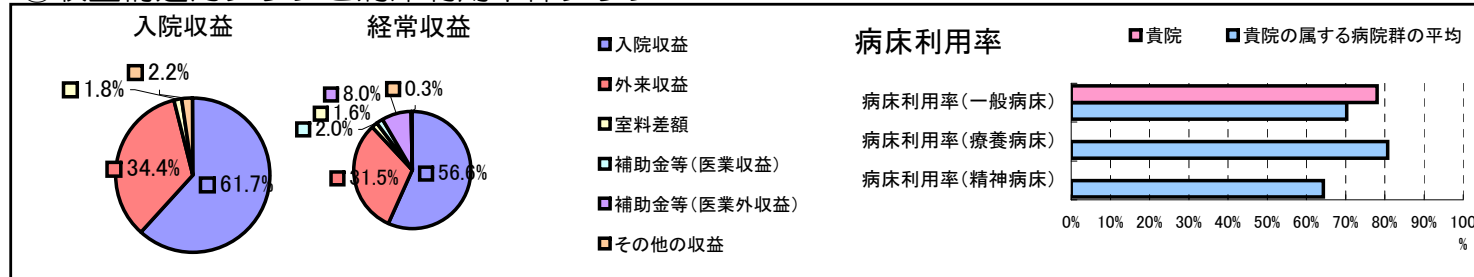 入院収益
2.2%
1.8%
34.4%
61.7%
経常収益
8.0%
0.3%
1.6%
2.0%
31.5%
56.6%
入院収益
外来収益
室料差額
補助金等(医業収益)
補助金等(医業外収益)
その他の収益
病床利用率
貴院 貴院の属する病院群の平均
病床利用率(一般病床)
病床利用率(療養病床)
病床利用率(精神病床)
0% 10% 20% 30% 40% 50% 60% 70% 80% 90% 100
%